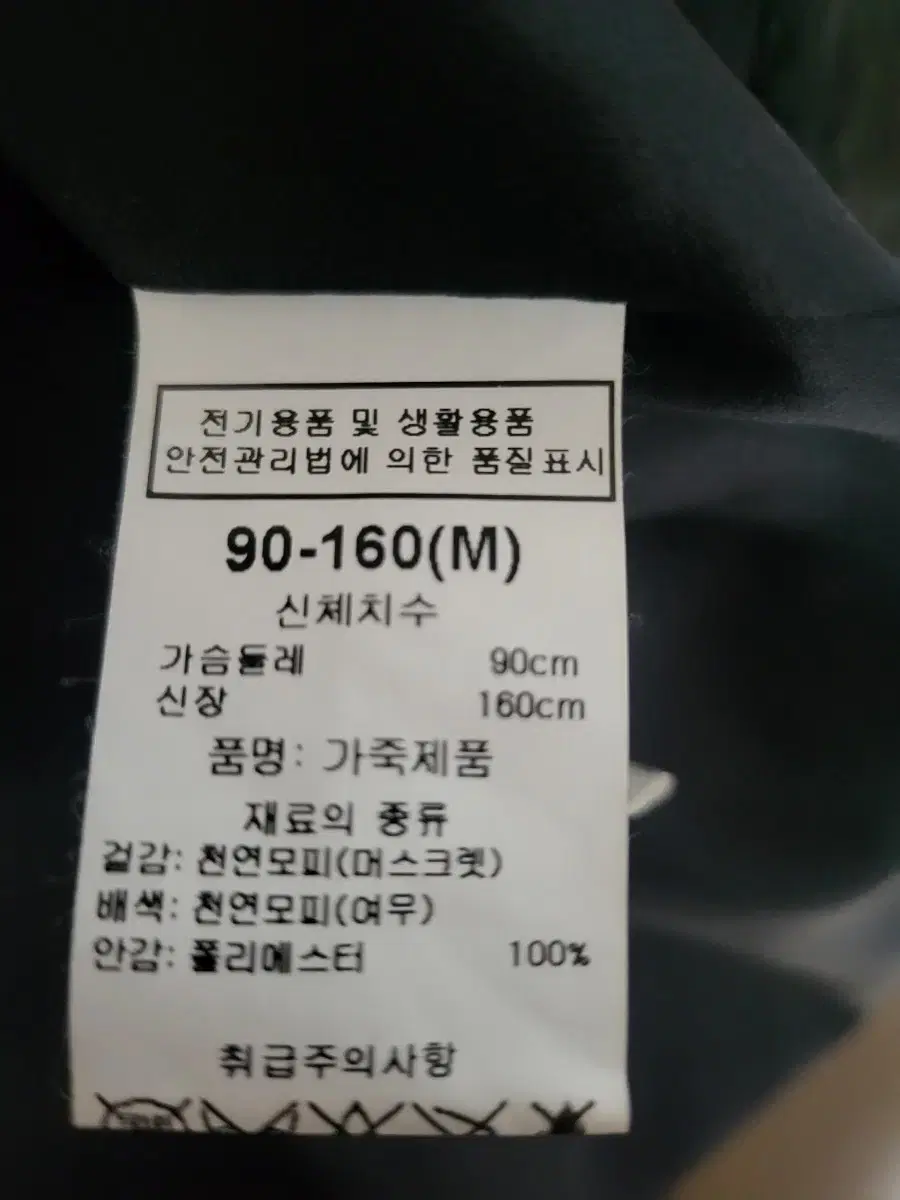 전기용품 및 생활용품
안전관리법에 의한 품질표시
90-160(M)
신체치수
가슴둘레 90cm
신장 160cm
품명: 가죽제품
재료의 종류
겉감: 천연모피(머스크렛)
배색: 천연모피(여우)
안감: 폴리에스터 100%
취급주의사항